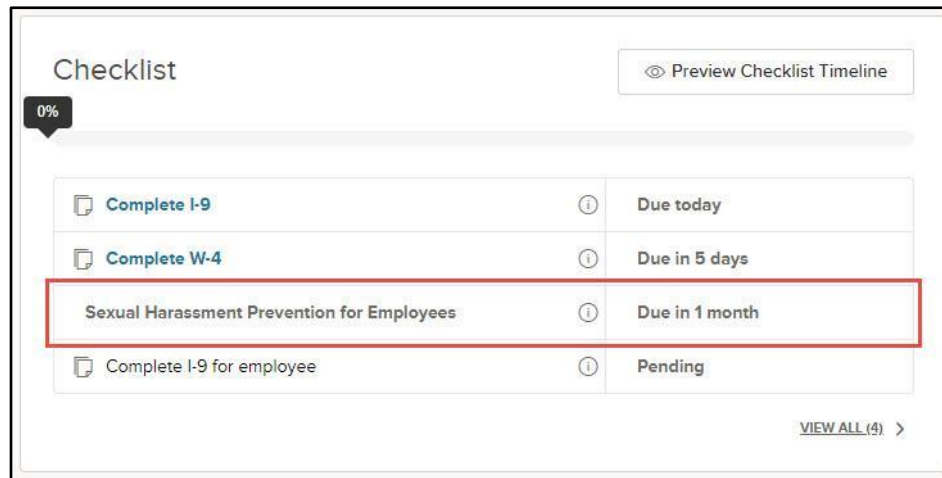 Checklist
Preview Checklist Timeline
0%
Complete I-9 Due today
Complete W-4 Due in 5 days
Sexual Harassment Prevention for Employees Due in 1 month
Complete I-9 for employee Pending
VIEW ALL (4)